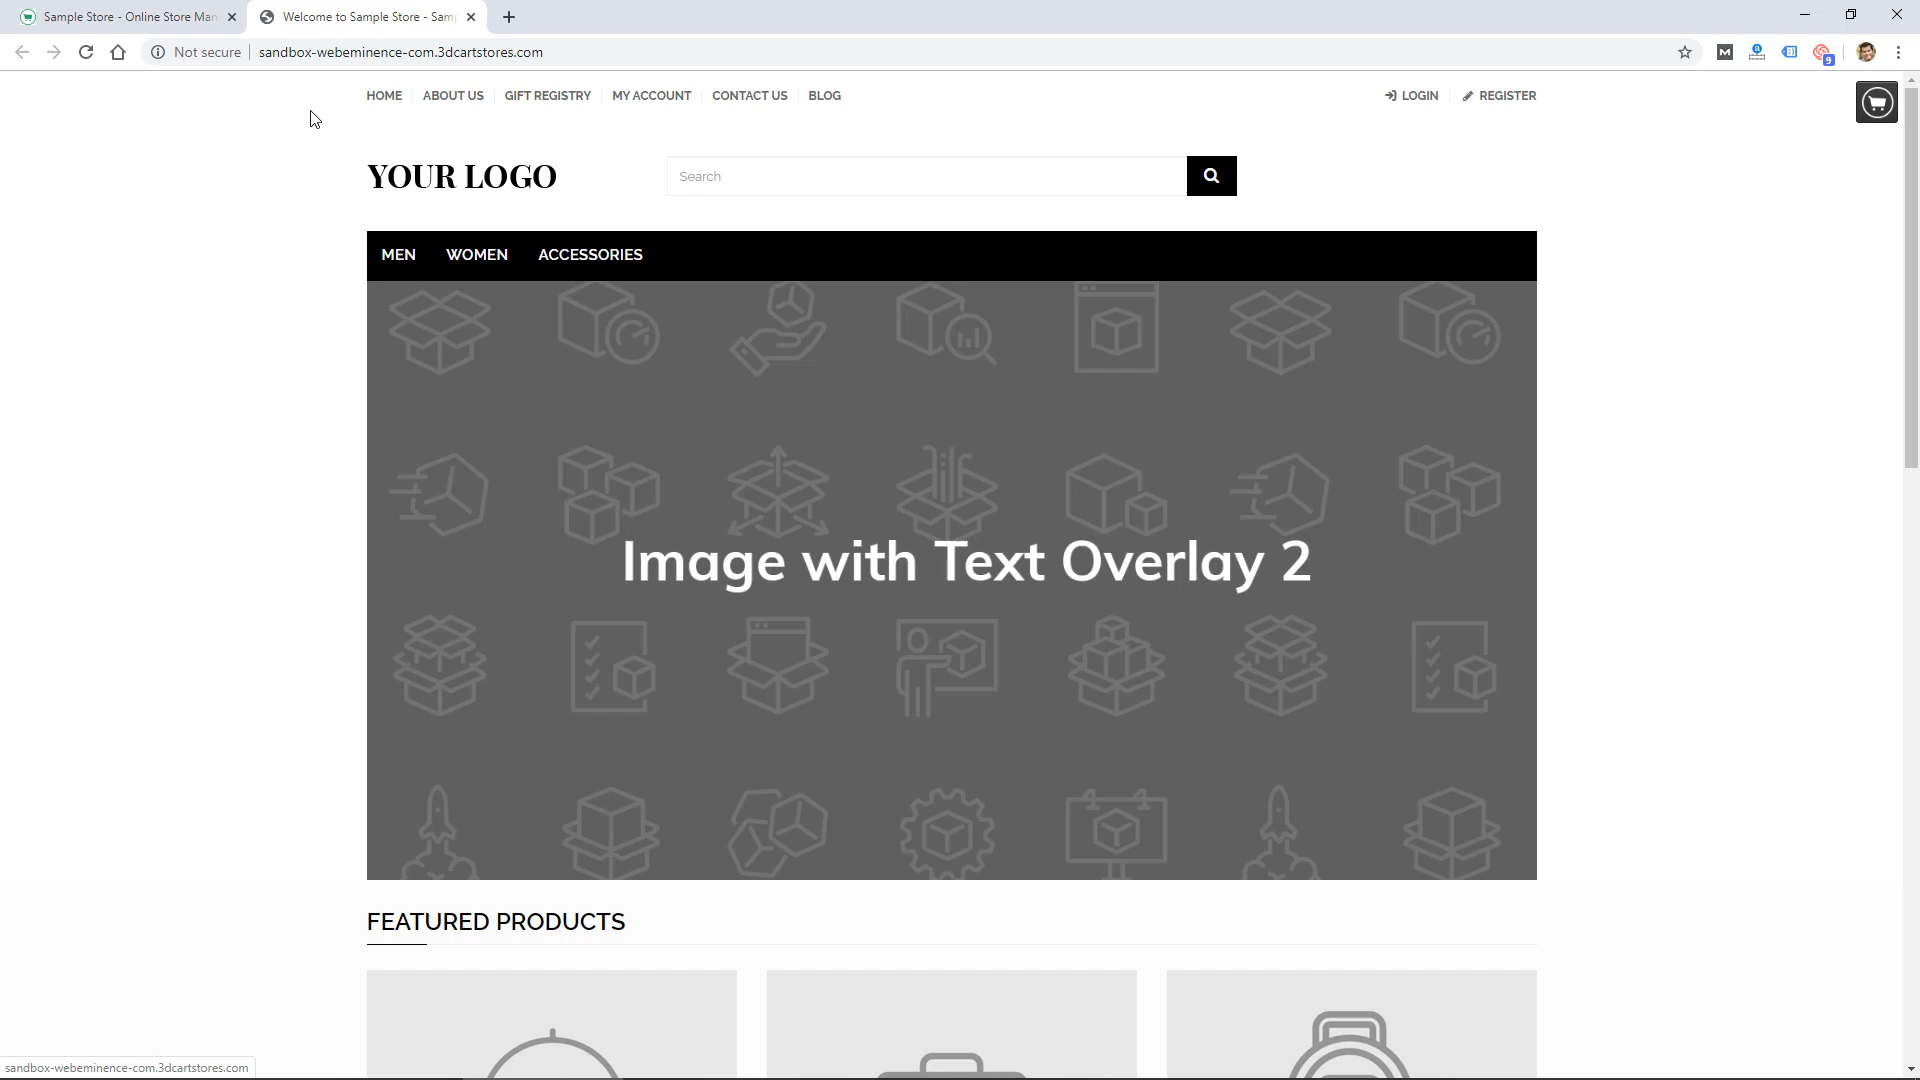 Sample Store - Online Store Man
Welcome to Sample Store - Sam
Not secure
sandbox-webeminence-com.3dcartstores.com
M
9
HOME
ABOUT US
GIFT REGISTRY
MY ACCOUNT
CONTACT US
BLOG
LOGIN
REGISTER
YOUR LOGO
Search
MEN
WOMEN
ACCESSORIES
Image with Text Overlay 2
FEATURED PRODUCTS
sandbox-webeminence-com.3dcartstores.com